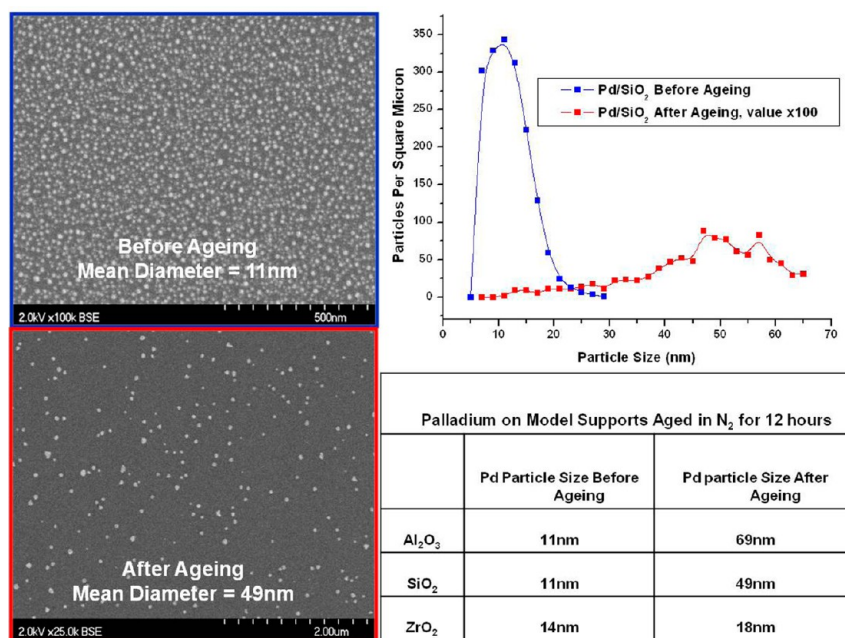 Before Ageing
Mean Diameter = 11nm
2.0kV x100k BSE
500nm
After Ageing
Mean Diameter = 49nm
2.0kV x25.0k BSE
2.00um
Particles Per Square Micron
350
300
250
200
150
100
50
0
Pd/SiO₂ Before Ageing
Pd/SiO₂ After Ageing, value x100
0 10 20 30 40 50 60 70
Particle Size (nm)
Palladium on Model Supports Aged in N₂ for 12 hours
Pd Particle Size Before Ageing
Pd particle Size After Ageing
Al₂O₃ 11nm 69nm
SiO₂ 11nm 49nm
ZrO₂ 14nm 18nm